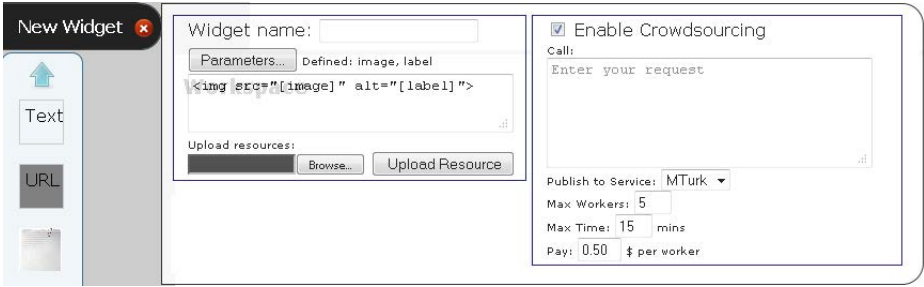 New Widget
Text
URL
Widget name:
Parameters... Defined: image, label
Workspace
<img src="[image]" alt="[label]">
Upload resources:
Browse... Upload Resource
Enable Crowdsourcing
Call:
Enter your request
Publish to Service: MTurk
Max Workers: 5
Max Time: 15 mins
Pay: 0.50 $ per worker